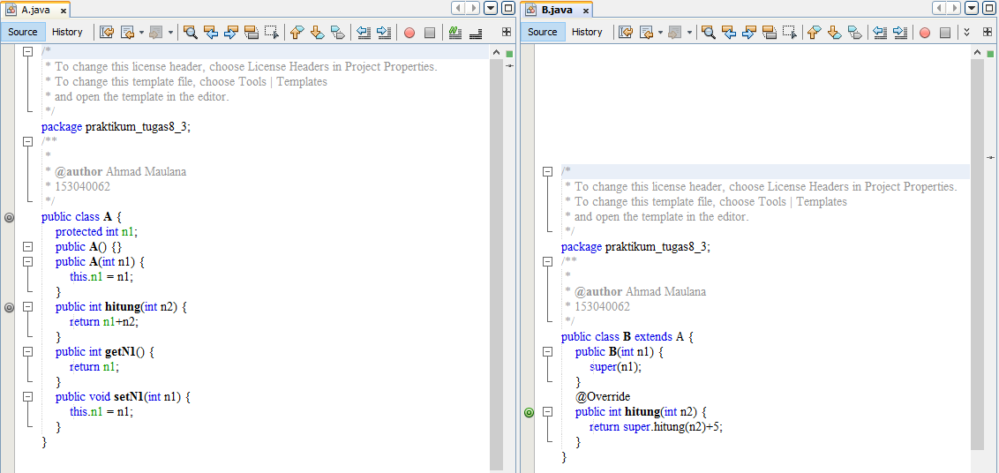 A.java
Source History
/*
* To change this license header, choose License Headers in Project Properties.
* To change this template file, choose Tools | Templates
* and open the template in the editor.
*/
package praktikum_tugas8_3;
/**
*
* @author Ahmad Maulana
* 153040062
*/
public class A {
protected int n1;
public A() {}
public A(int n1) {
this.n1 = n1;
}
public int hitung(int n2) {
return n1+n2;
}
public int getN1() {
return n1;
}
public void setN1(int n1) {
this.n1 = n1;
}
}
B.java
Source History
/*
* To change this license header, choose License Headers in Project Properties.
* To change this template file, choose Tools | Templates
* and open the template in the editor.
*/
package praktikum_tugas8_3;
/**
*
* @author Ahmad Maulana
* 153040062
*/
public class B extends A {
public B(int n1) {
super(n1);
}
@Override
public int hitung(int n2) {
return super.hitung(n2)+5;
}
}